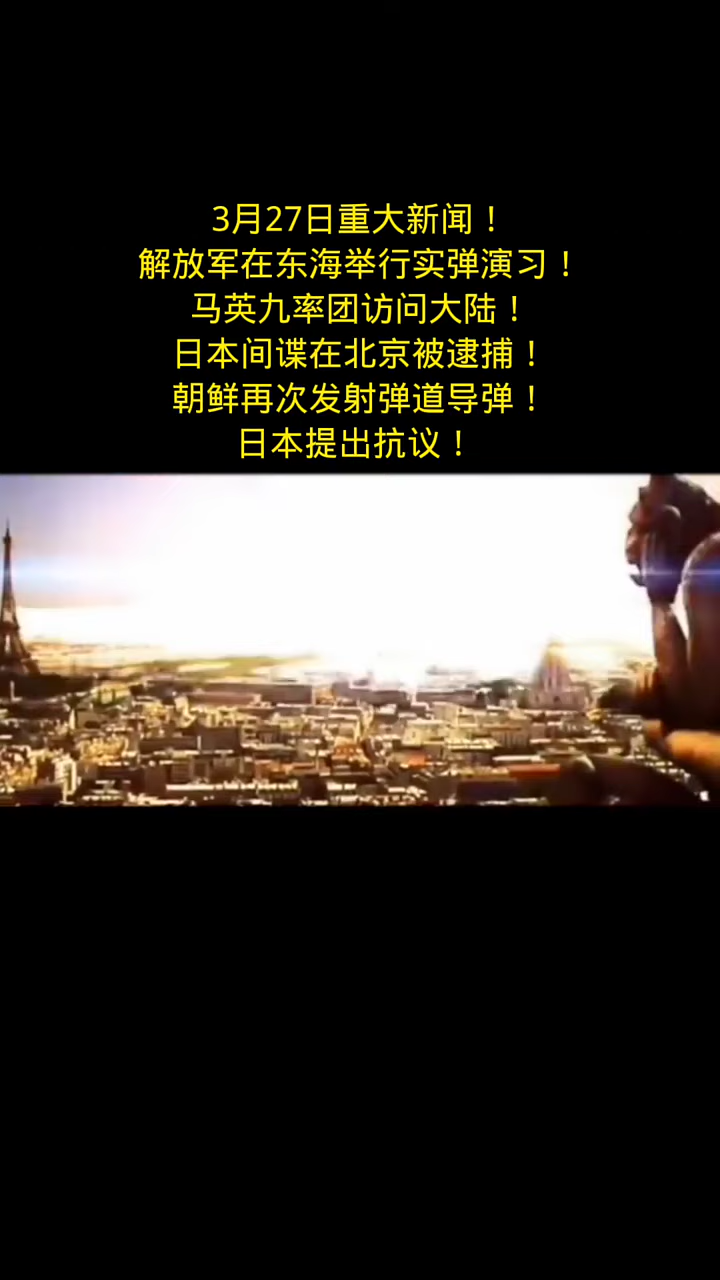 3月27日重大新闻！
解放军在东海举行实弹演习！
马英九率团访问大陆！
日本间谍在北京被逮捕！
朝鲜再次发射弹道导弹！
日本提出抗议！